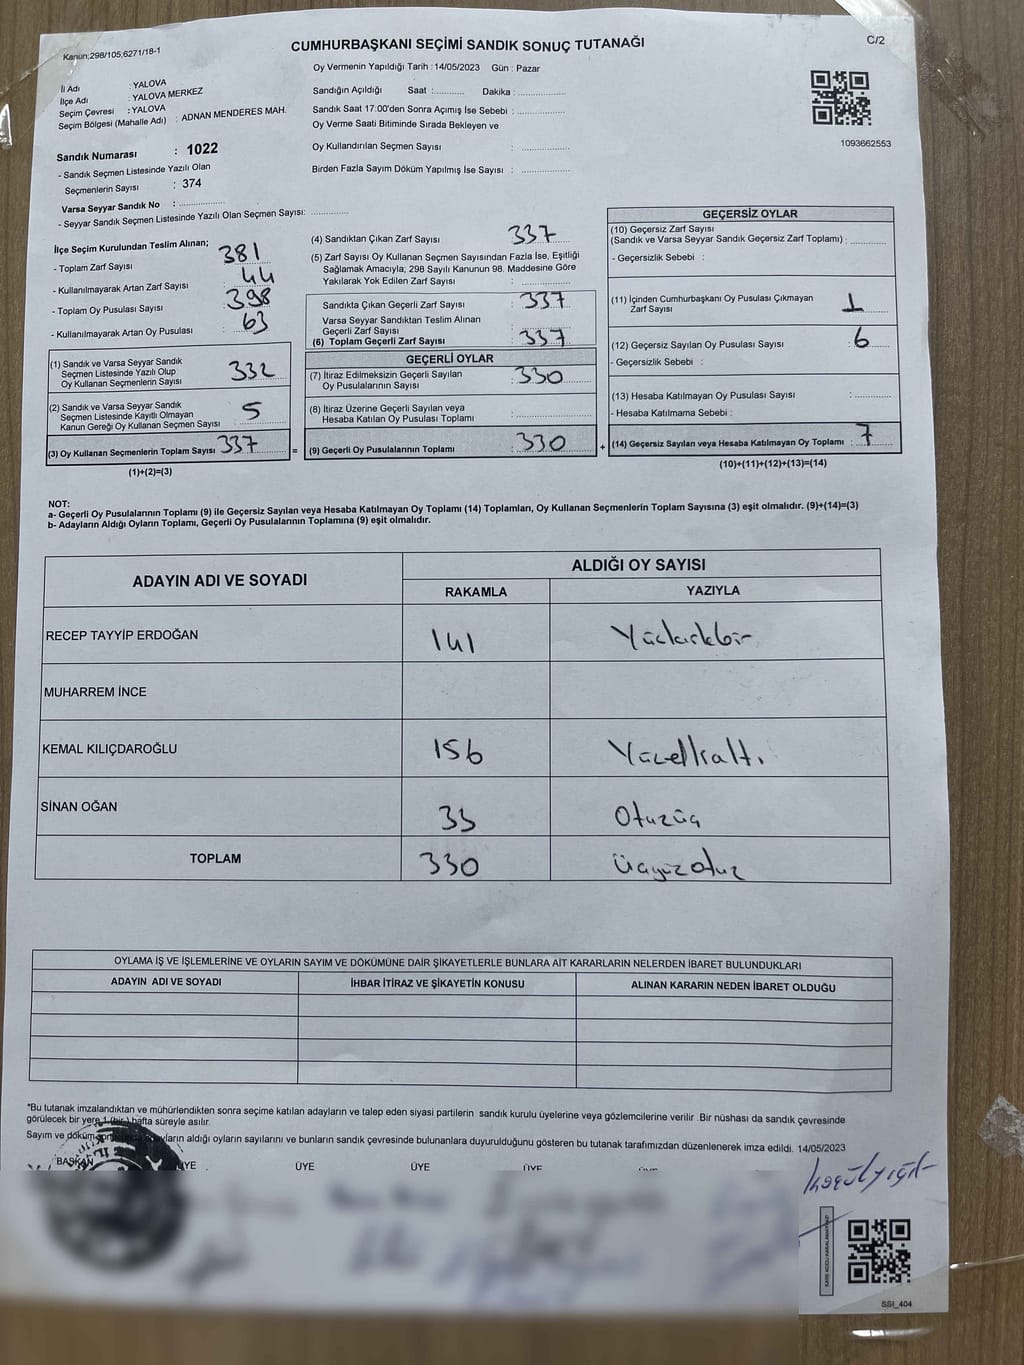 Kanun;298/105,6271/18-1
C/2
CUMHURBAŞKANI SEÇİMİ SANDIK SONUÇ TUTANAĞI
Oy Vermenin Yapıldığı Tarih : 14/05/2023 Gün : Pazar
İl Adı : YALOVA
İlçe Adı : YALOVA MERKEZ
Seçim Çevresi : YALOVA
Seçim Bölgesi (Mahalle Adı) : ADNAN MENDERES MAH.
Sandığın Açıldığı Saat :........... Dakika :................
Sandık Saat 17:00'den Sonra Açımış İse Sebebi :................
Oy Verme Saati Bitiminde Sırada Bekleyen ve
Oy Kullandırılan Seçmen Sayısı :................
Birden Fazla Sayım Döküm Yapılmış İse Sayısı :................
1093662553
Sandık Numarası : 1022
- Sandık Seçmen Listesinde Yazılı Olan
Seçmenlerin Sayısı : 374
Varsa Seyyar Sandık No :................
- Seyyar Sandık Seçmen Listesinde Yazılı Olan Seçmen Sayısı: .............
İlçe Seçim Kurulundan Teslim Alınan;
- Toplam Zarf Sayısı 381
- Kullanılmayarak Artan Zarf Sayısı : 44
- Toplam Oy Pusulası Sayısı : 398
- Kullanılmayarak Artan Oy Pusulası : 63
(1) Sandık ve Varsa Seyyar Sandık
Seçmen Listesinde Yazılı Olup
Oy Kullanan Seçmenlerin Sayısı 332
(2) Sandık ve Varsa Seyyar Sandık
Seçmen Listesinde Kayıtlı Olmayan
Kanun Gereği Oy Kullanan Seçmen Sayısı : 5
(3) Oy Kullanan Seçmenlerin Toplam Sayısı 337 =
(1)+(2)=(3)
(4) Sandıktan Çıkan Zarf Sayısı : 337
(5) Zarf Sayısı Oy Kullanan Seçmen Sayısından Fazla İse, Eşitliği
Sağlamak Amacıyla; 298 Sayılı Kanunun 98. Maddesine Göre
Yakılarak Yok Edilen Zarf Sayısı :................
Sandıkta Çıkan Geçerli Zarf Sayısı : 337
Varsa Seyyar Sandıktan Teslim Alınan
Geçerli Zarf Sayısı :
(6) Toplam Geçerli Zarf Sayısı : 337
GEÇERLİ OYLAR
(7) İtiraz Edilmeksizin Geçerli Sayılan
Oy Pusulalarının Sayısı : 330
(8) İtiraz Üzerine Geçerli Sayılan veya
Hesaba Katılan Oy Pusulası Toplamı :................
(9) Geçerli Oy Pusulalarının Toplamı : 330 +
GEÇERSİZ OYLAR
(10) Geçersiz Zarf Sayısı
(Sandık ve Varsa Seyyar Sandık Geçersiz Zarf Toplamı) :............
- Geçersizlik Sebebi :
(11) İçinden Cumhurbaşkanı Oy Pusulası Çıkmayan
Zarf Sayısı : 1
(12) Geçersiz Sayılan Oy Pusulası Sayısı : 6
- Geçersizlik Sebebi :
(13) Hesaba Katılmayan Oy Pusulası Sayısı :............
- Hesaba Katılmama Sebebi :
(14) Geçersiz Sayılan veya Hesaba Katılmayan Oy Toplamı : 7
(10)+(11)+(12)+(13)=(14)
NOT:
a- Geçerli Oy Pusulalarının Toplamı (9) ile Geçersiz Sayılan veya Hesaba Katılmayan Oy Toplamı (14) Toplamları, Oy Kullanan Seçmenlerin Toplam Sayısına (3) eşit olmalıdır. (9)+(14)=(3)
b- Adayların Aldığı Oyların Toplamı, Geçerli Oy Pusulalarının Toplamına (9) eşit olmalıdır.
ADAYIN ADI VE SOYADI
ALDIĞI OY SAYISI
RAKAMLA YAZIYLA
RECEP TAYYİP ERDOĞAN 141 Yüzkırkbir
MUHARREM İNCE
KEMAL KILIÇDAROĞLU 156 Yüzellialtı
SİNAN OĞAN 33 Otuzüç
TOPLAM 330 Üçyüzotuz
OYLAMA İŞ VE İŞLEMLERİNE VE OYLARIN SAYIM VE DÖKÜMÜNE DAİR ŞİKAYETLERLE BUNLARA AİT KARARLARIN NELERDEN İBARET BULUNDUKLARI
ADAYIN ADI VE SOYADI İHBAR İTİRAZ VE ŞİKAYETİN KONUSU ALINAN KARARIN NEDEN İBARET OLDUĞU
*Bu tutanak imzalandıktan ve mühürlendikten sonra seçime katılan adayların ve talep eden siyasi partilerin sandık kurulu üyelerine veya gözlemcilerine verilir .Bir nüshası da sandık çevresinde
görülecek bir yere 1 (bir) hafta süreyle asılır.
Sayım ve döküm adayların aldığı oyların sayılarını ve bunların sandık çevresinde bulunanlara duyurulduğunu gösteren bu tutanak tarafımızdan düzenlenerek imza edildi. 14/05/2023
BAŞKAN ÜYE ÜYE ÜYE ÜYE ÜYE
SSI_404